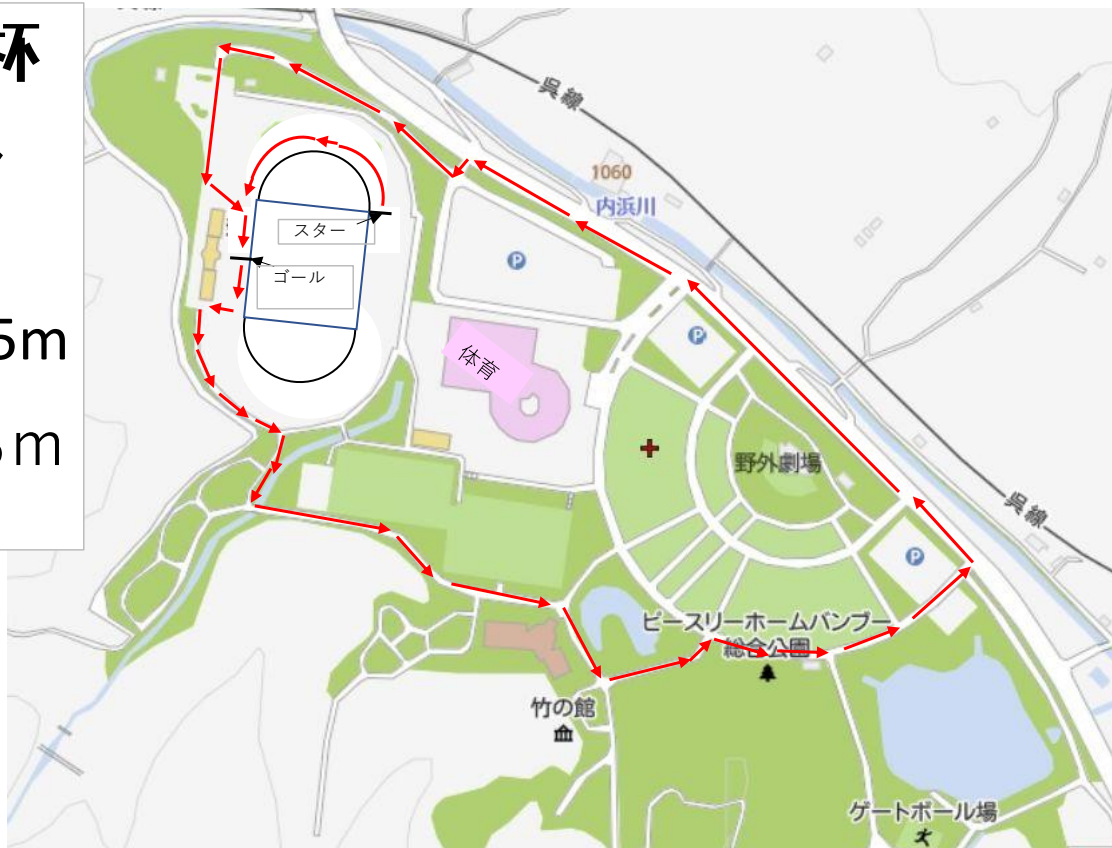 杯
5m
m
呉線
1060
内浜川
スター
ゴール
P
P
体育
野外劇場
呉線
P
ピースリーホームバンブー
総合公園
竹の館
ゲートボール場